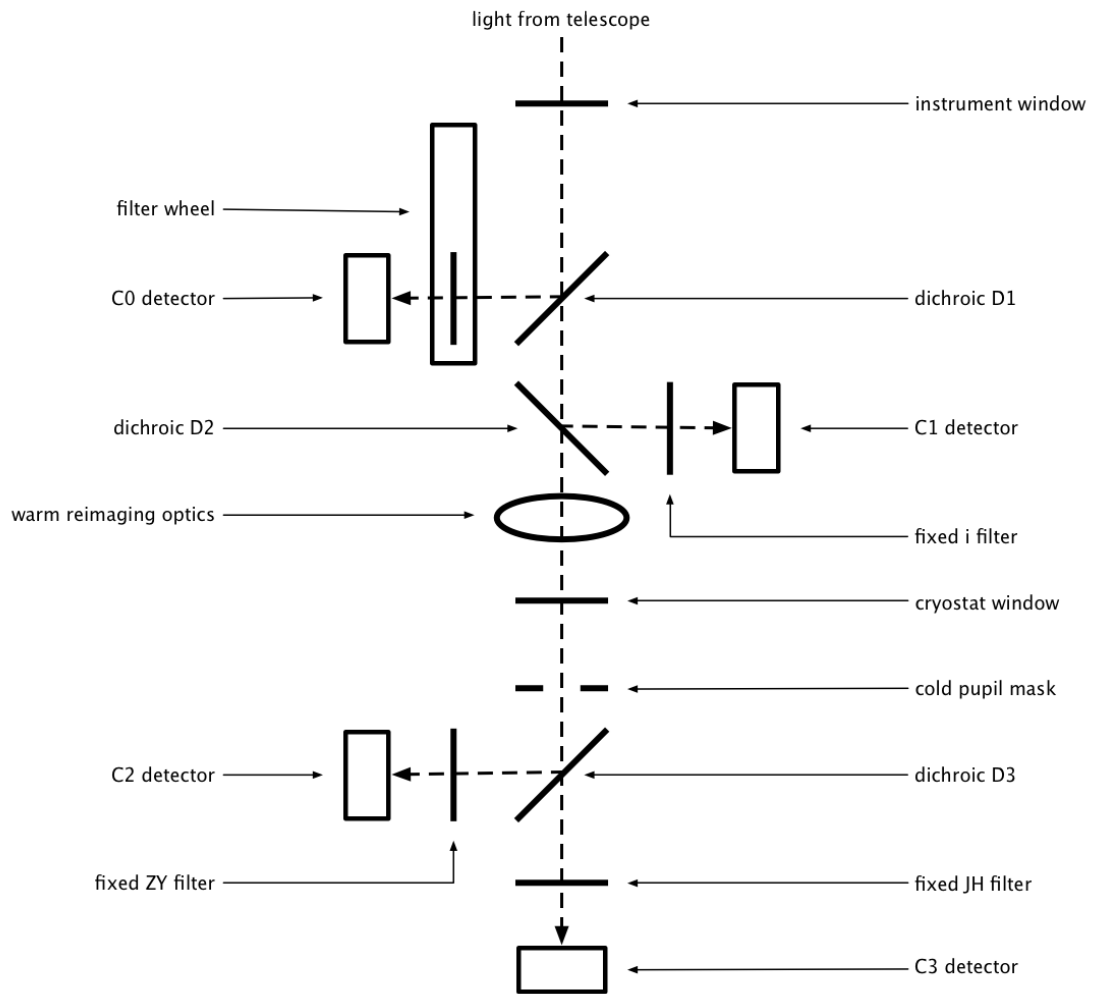 light from telescope
instrument window
filter wheel
C0 detector
dichroic D1
dichroic D2
C1 detector
warm reimaging optics
fixed i filter
cryostat window
cold pupil mask
C2 detector
dichroic D3
fixed ZY filter
fixed JH filter
C3 detector